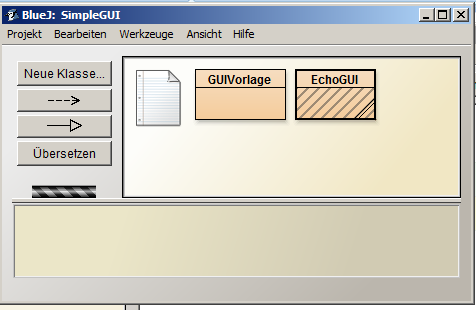 BlueJ: SimpleGUI
Projekt Bearbeiten Werkzeuge Ansicht Hilfe
Neue Klasse...
GUIVorlage
EchoGUI
Übersetzen